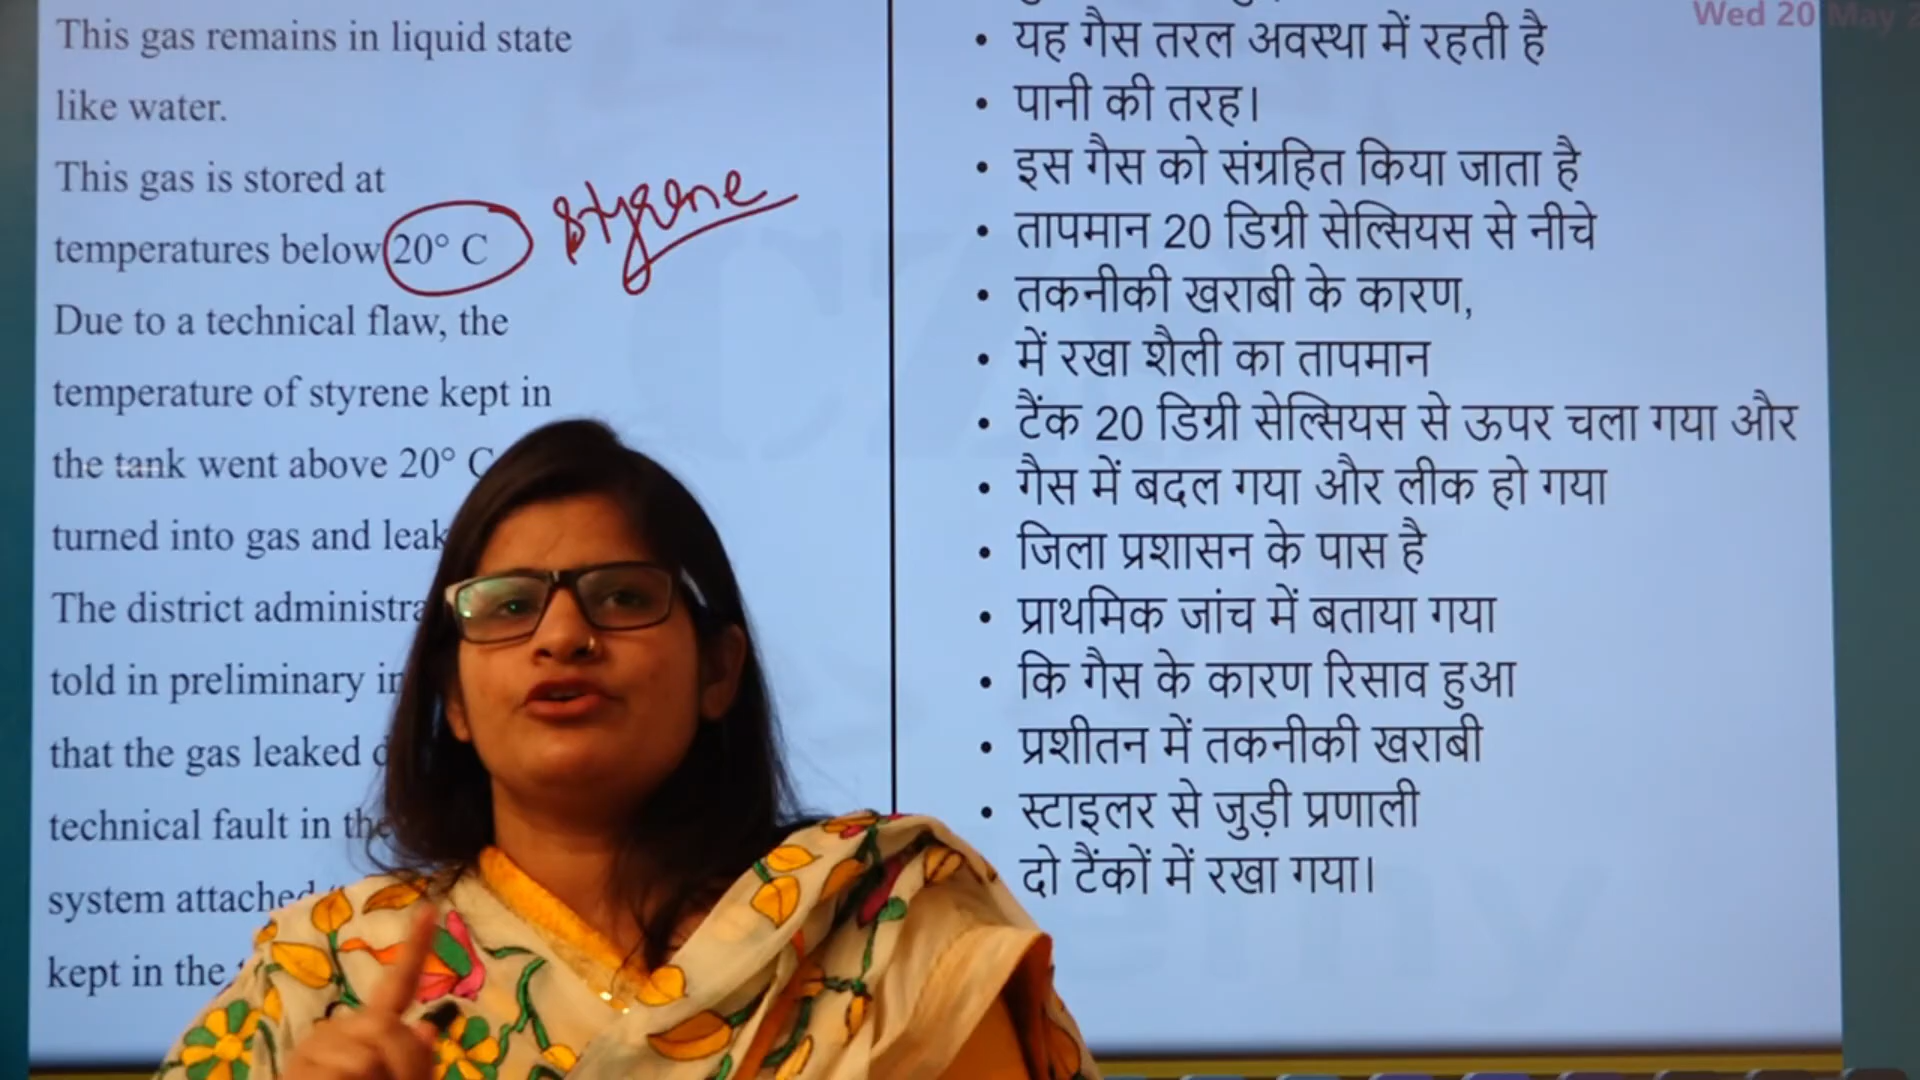 Wed 20 May
This gas remains in liquid state
like water.
This gas is stored at
temperatures below 20° C
styrene
Due to a technical flaw, the
temperature of styrene kept in
the tank went above 20° C
turned into gas and leak
The district administra
told in preliminary in
that the gas leaked
technical fault in the
system attached
kept in the
• यह गैस तरल अवस्था में रहती है
• पानी की तरह।
• इस गैस को संग्रहित किया जाता है
• तापमान 20 डिग्री सेल्सियस से नीचे
• तकनीकी खराबी के कारण,
• में रखा शैली का तापमान
• टैंक 20 डिग्री सेल्सियस से ऊपर चला गया और
• गैस में बदल गया और लीक हो गया
• जिला प्रशासन के पास है
• प्राथमिक जांच में बताया गया
• कि गैस के कारण रिसाव हुआ
• प्रशीतन में तकनीकी खराबी
• स्टाइलर से जुड़ी प्रणाली
दो टैंकों में रखा गया।